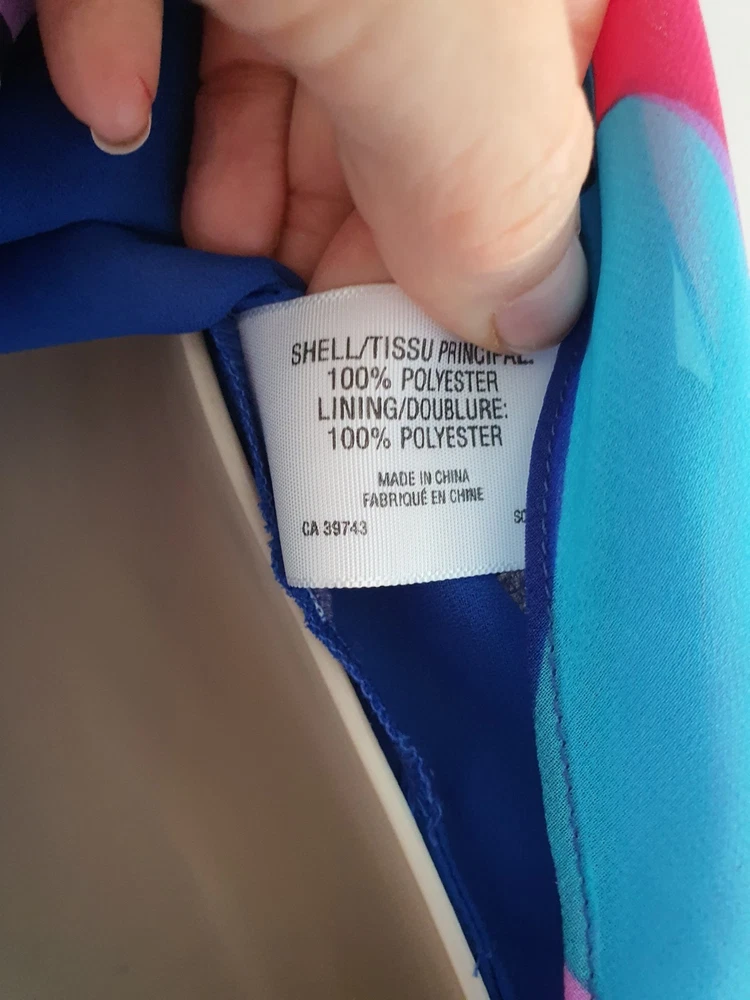 SHELL/TISSU PRINCIPAL:
100% POLYESTER
LINING/DOUBLURE:
100% POLYESTER
MADE IN CHINA
FABRIQUÉ EN CHINE
CA 39743